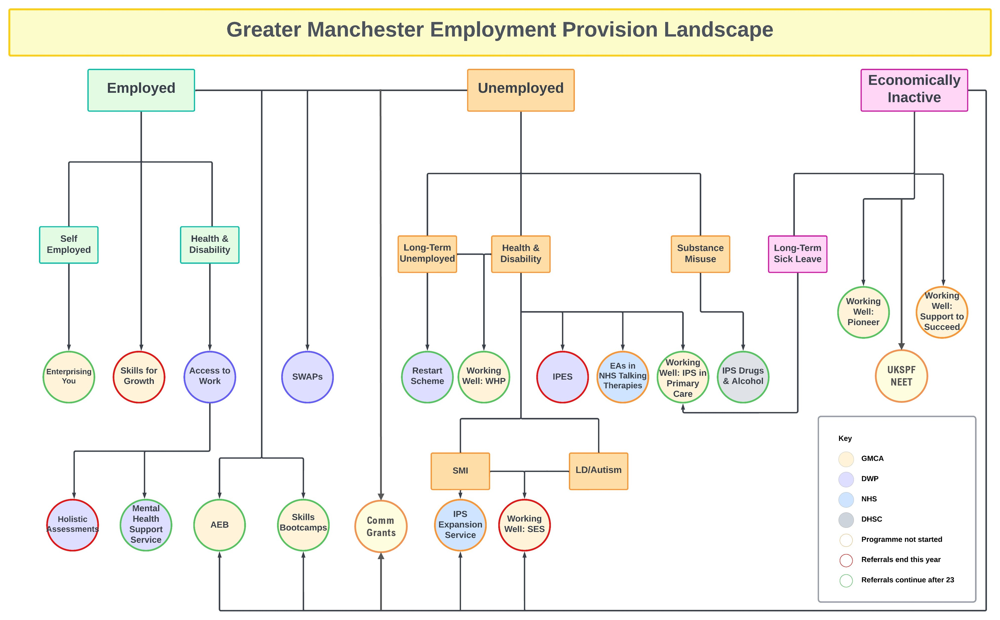 Greater Manchester Employment Provision Landscape
Employed
Unemployed
Economically
Inactive
Self
Employed
Health &
Disability
Long-Term
Unemployed
Health &
Disability
Substance
Misuse
Long-Term
Sick Leave
Working
Well:
Pioneer
Working
Well:
Support to
Succeed
Enterprising
You
Skills for
Growth
Access to
Work
SWAPs
Restart
Scheme
Working
Well: WHP
IPES
EAs in
NHS Talking
Therapies
Working
Well: IPS in
Primary
Care
IPS Drugs
& Alcohol
UKSPF
NEET
SMI
LD/Autism
Holistic
Assessments
Mental
Health
Support
Service
AEB
Skills
Bootcamps
Comm
Grants
IPS
Expansion
Service
Working
Well: SES
Key
GMCA
DWP
NHS
DHSC
Programme not started
Referrals end this year
Referrals continue after 23